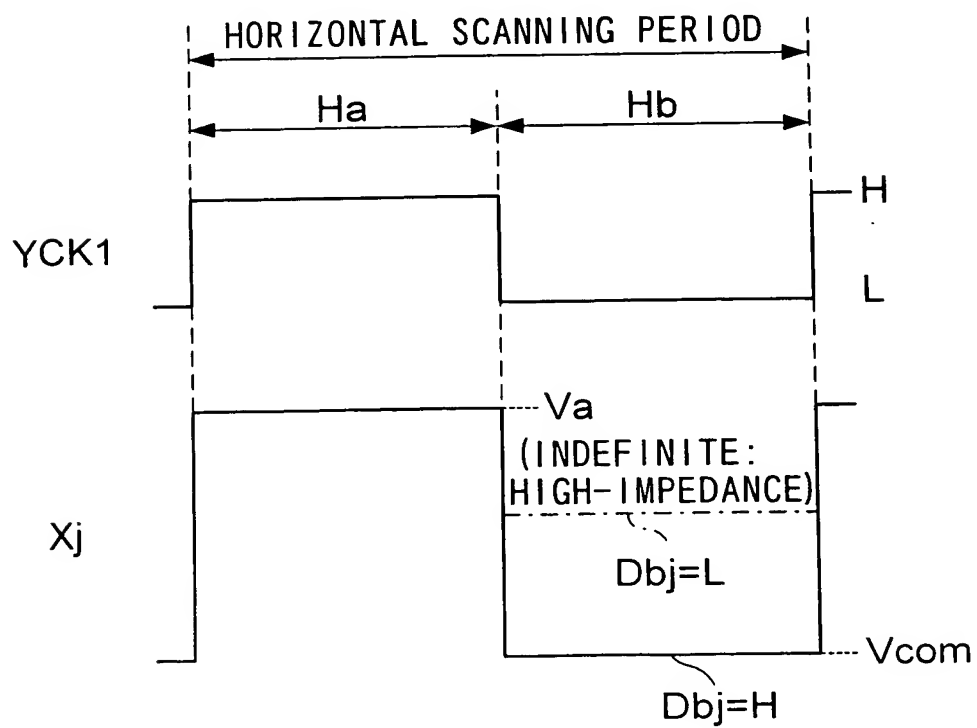 HORIZONTAL SCANNING PERIOD
Ha
Hb
YCK1
H
L
Va
(INDEFINITE:
HIGH-IMPEDANCE)
Xj
Dbj=L
Vcom
Dbj=H